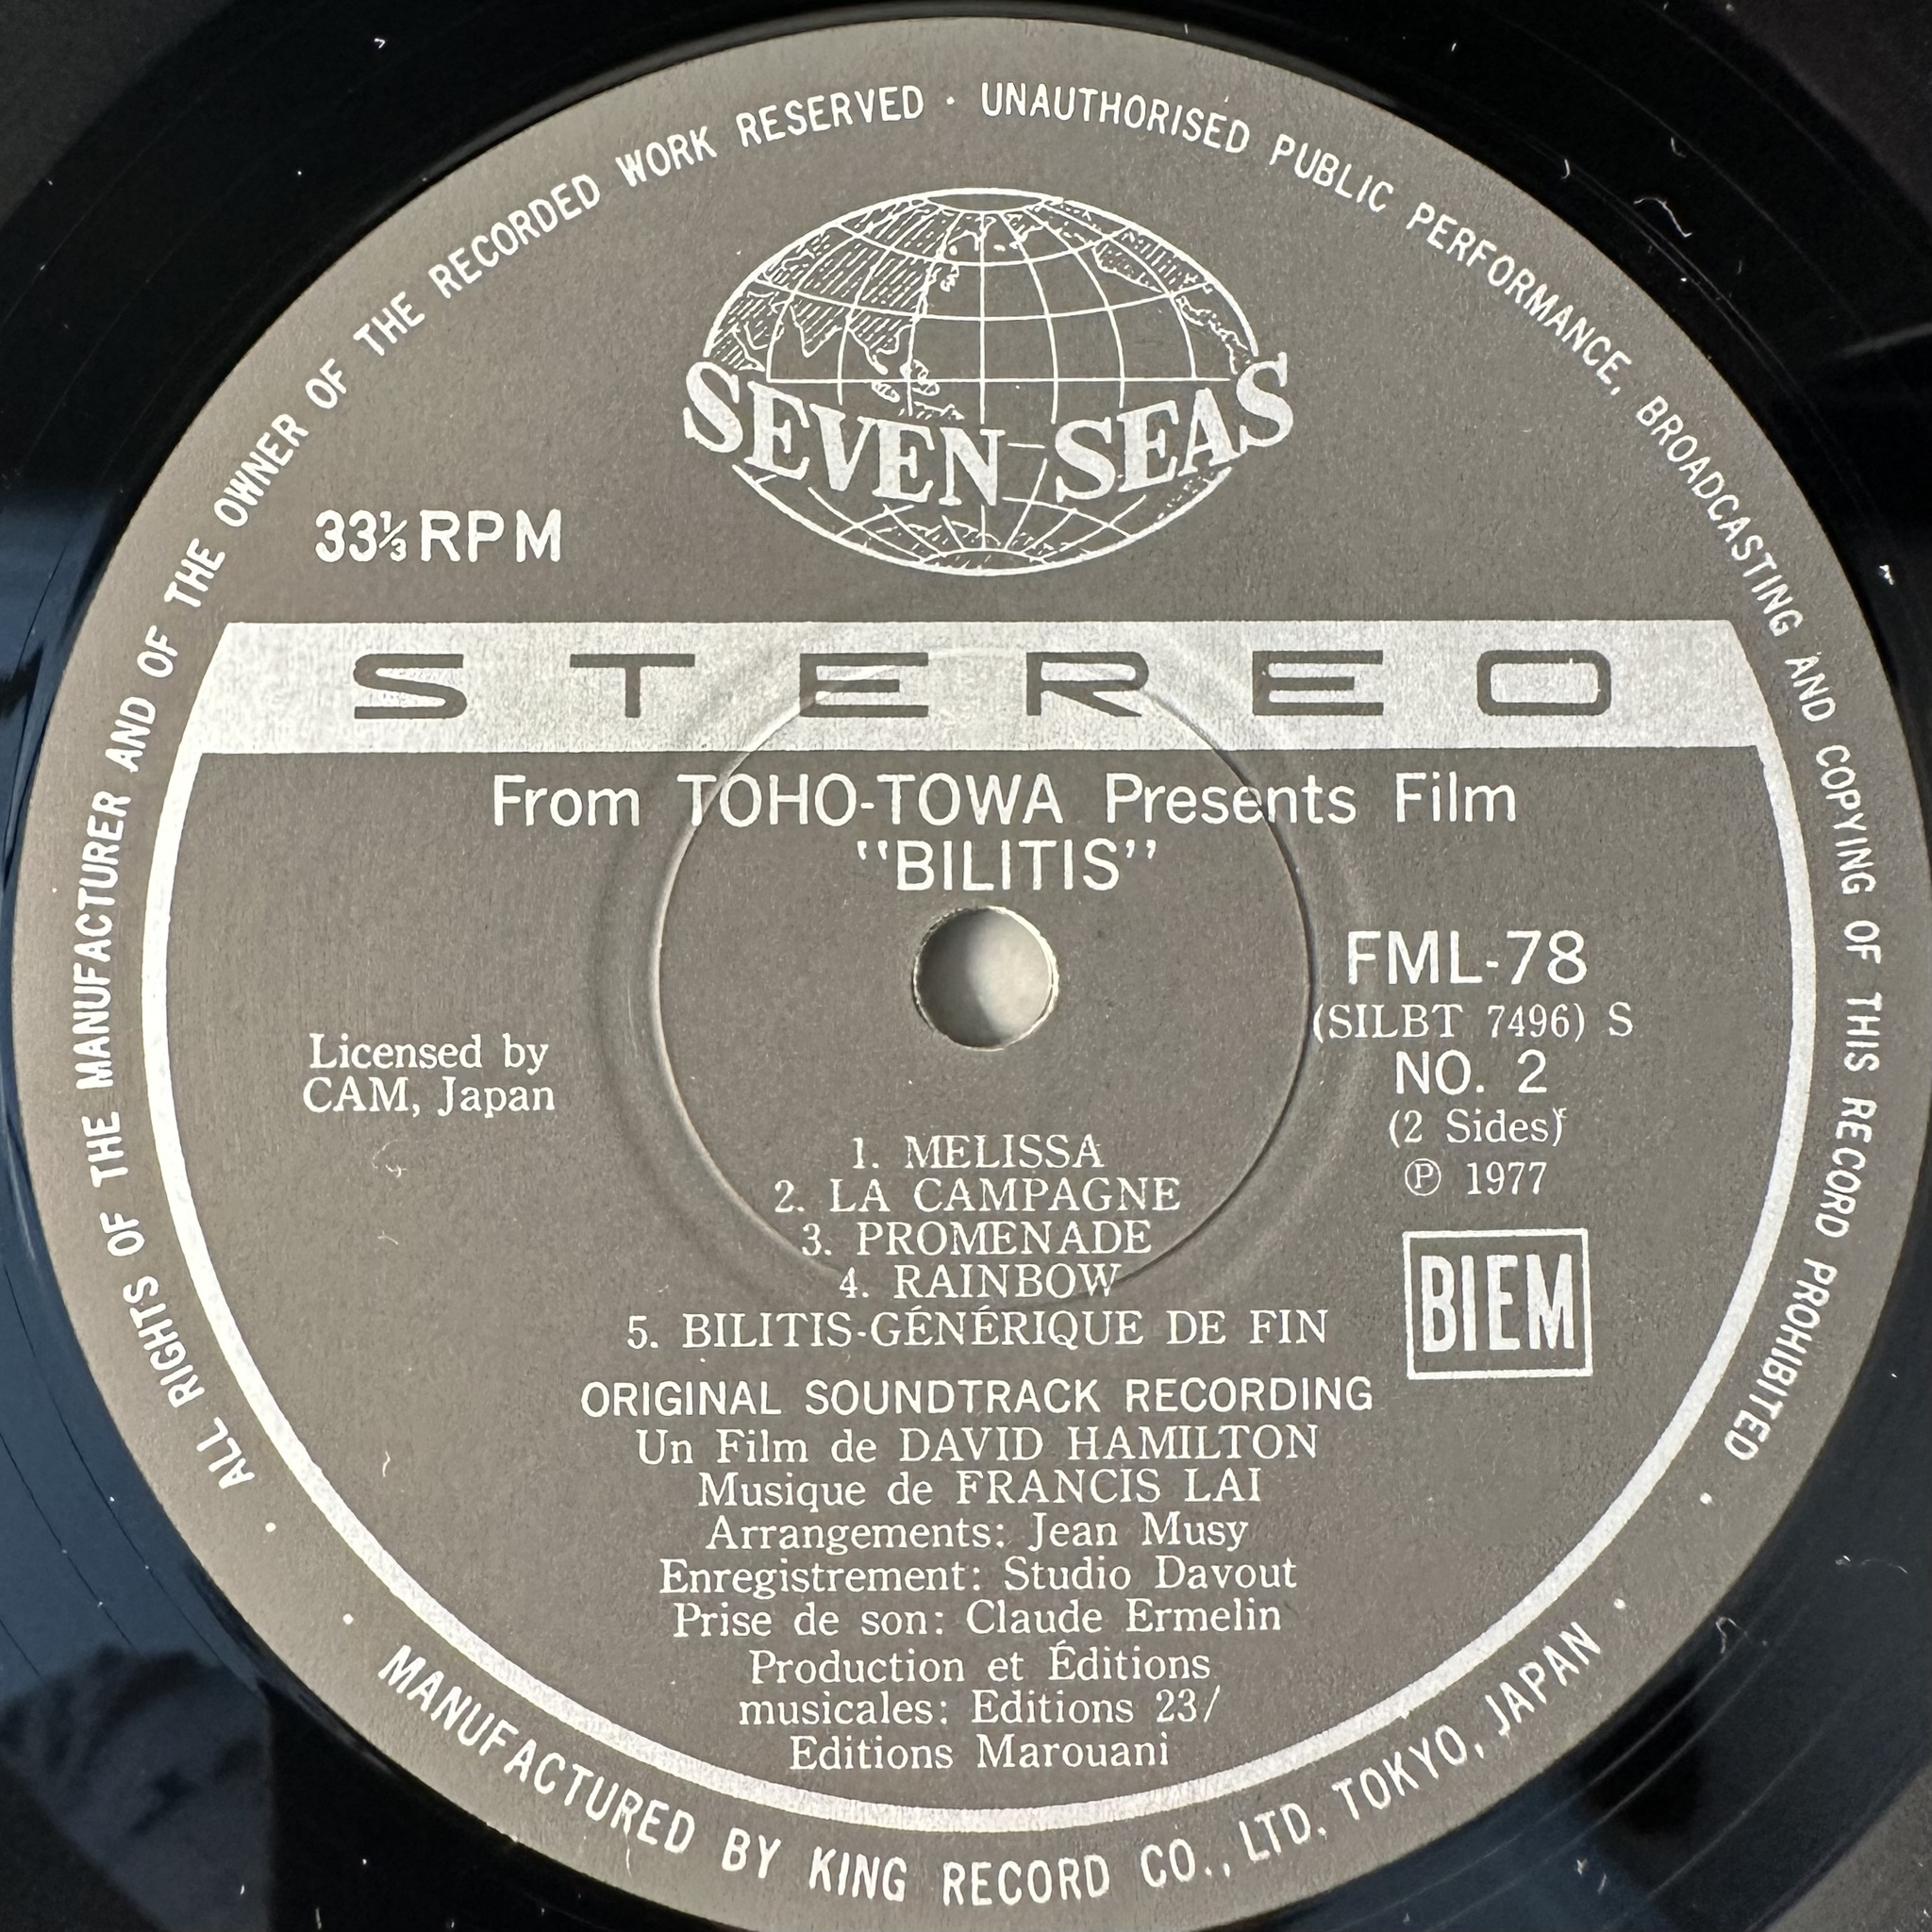 ALL RIGHTS OF THE MANUFACTURER AND OF THE OWNER OF THE RECORDED WORK RESERVED · UNAUTHORISED PUBLIC PERFORMANCE, BROADCASTING AND COPYING OF THIS RECORD PROHIBITED
SEVEN SEAS
33⅓ RPM
STEREO
From TOHO-TOWA Presents Film
"BILITIS"
FML-78
(SILBT 7496) S
NO. 2
(2 Sides)
Ⓟ 1977
Licensed by
CAM, Japan
BIEM
1. MELISSA
2. LA CAMPAGNE
3. PROMENADE
4. RAINBOW
5. BILITIS-GÉNÉRIQUE DE FIN
ORIGINAL SOUNDTRACK RECORDING
Un Film de DAVID HAMILTON
Musique de FRANCIS LAI
Arrangements: Jean Musy
Enregistrement: Studio Davout
Prise de son: Claude Ermelin
Production et Éditions
musicales: Editions 23/
Editions Marouani
· MANUFACTURED BY KING RECORD CO., LTD. TOKYO, JAPAN ·